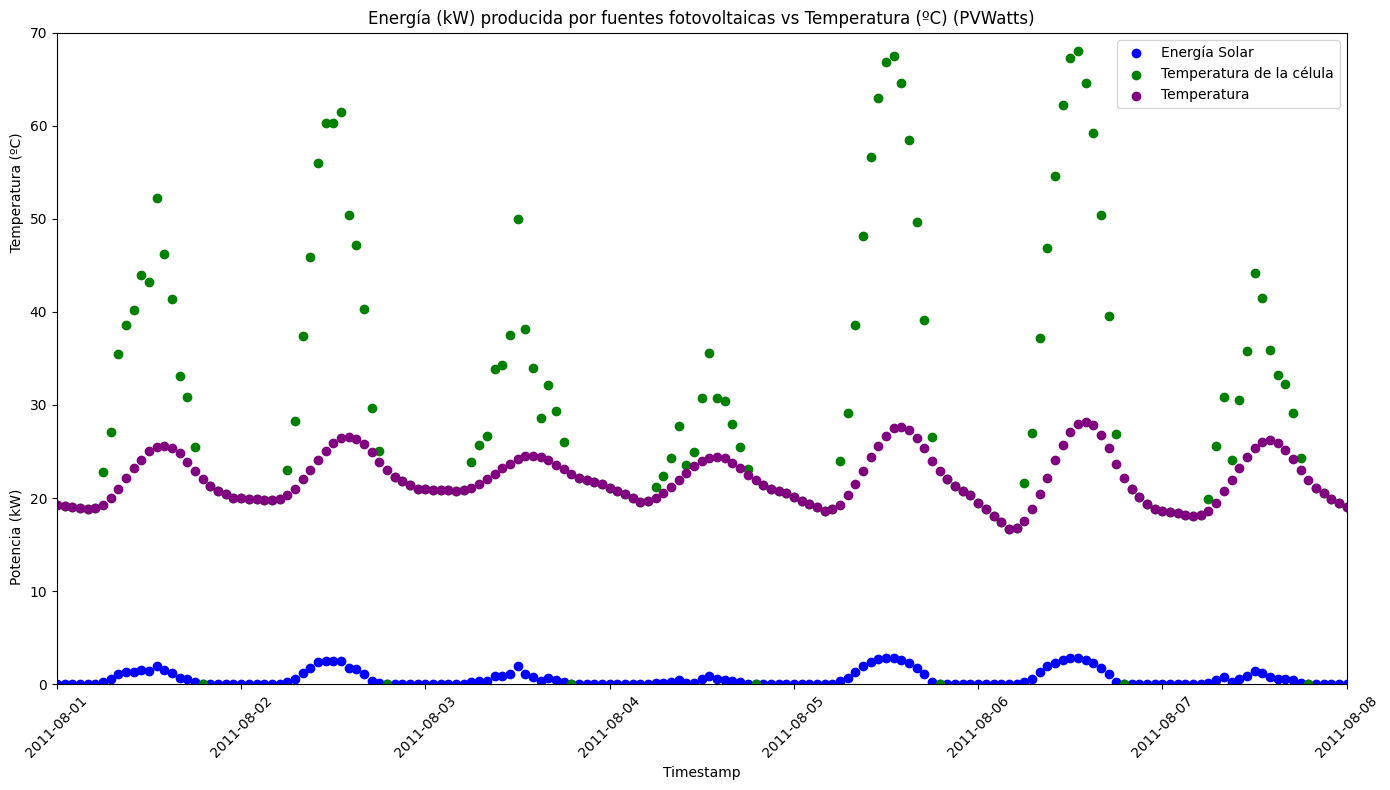 Energía (kW) producida por fuentes fotovoltaicas vs Temperatura (ºC) (PVWatts)
Energía Solar
Temperatura de la célula
Temperatura
Temperatura (ºC)
Potencia (kW)
70
60
50
40
30
20
10
0
2011-08-01
2011-08-02
2011-08-03
2011-08-04
2011-08-05
2011-08-06
2011-08-07
2011-08-08
Timestamp